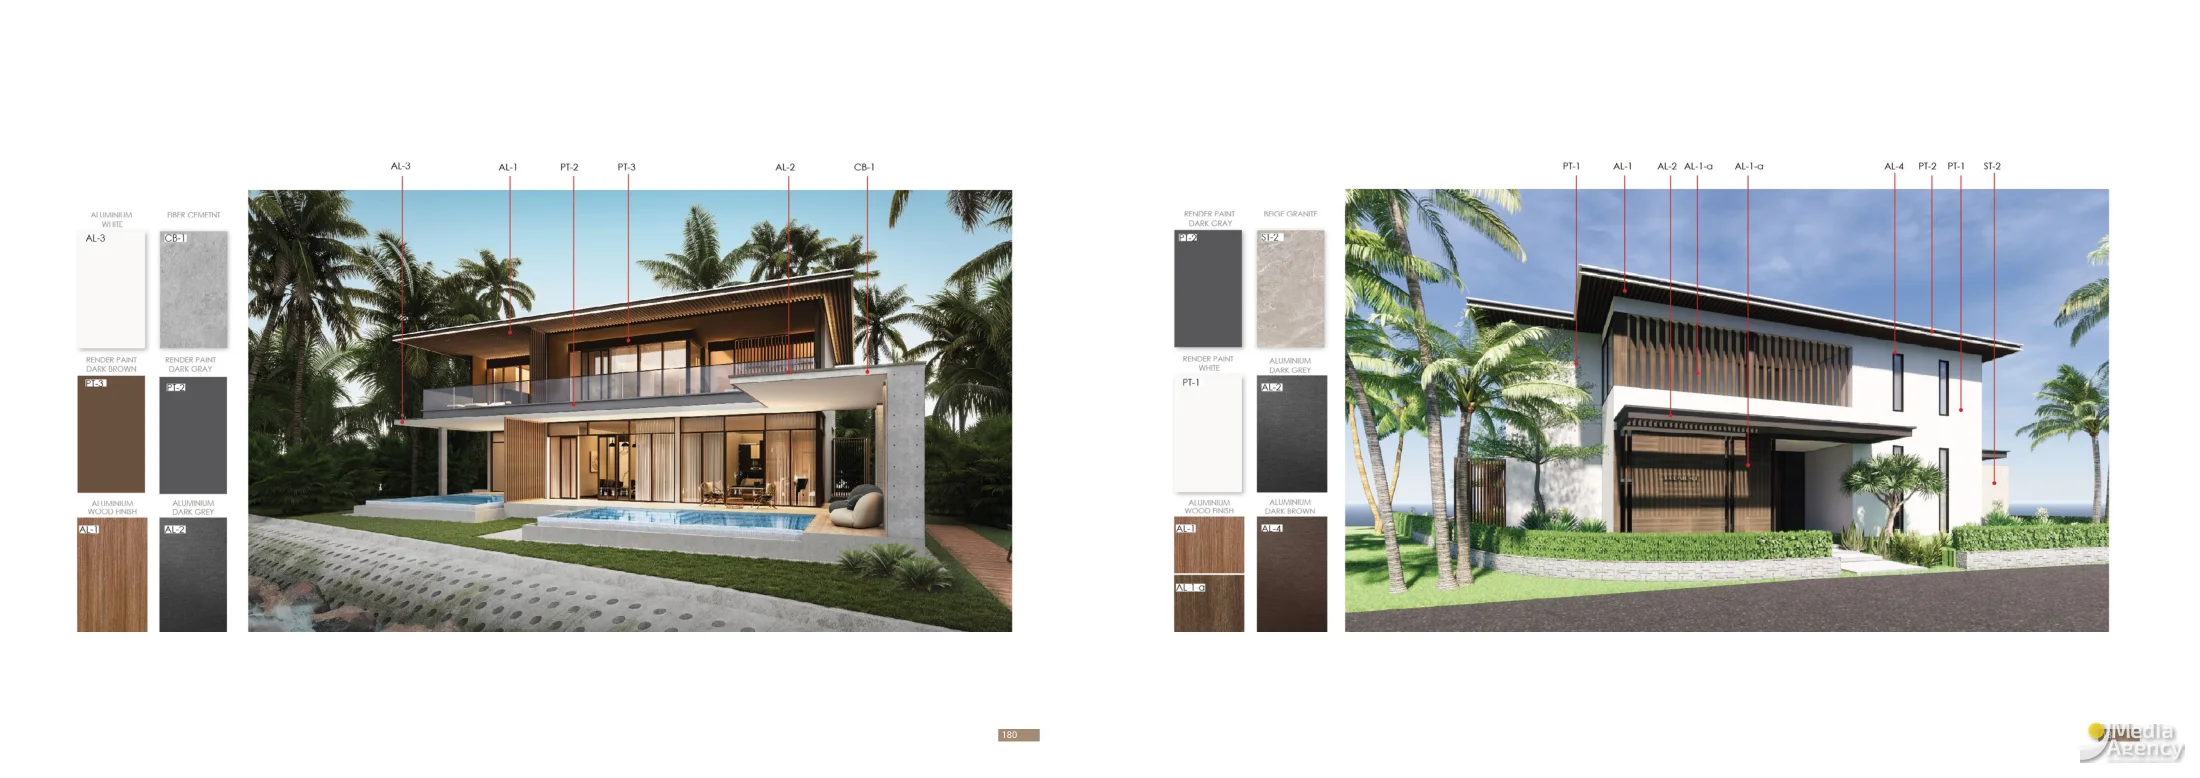 AL-3
AL-1
PT-2
PT-3
AL-2
CB-1
ALUMINIUM
WHITE
FIBER CEMETNT
AL-3
CB-1
RENDER PAINT
DARK BROWN
RENDER PAINT
DARK GRAY
PT-3
PT-2
ALUMINIUM
WOOD FINISH
ALUMINIUM
DARK GREY
AL-1
AL-2
180
PT-1
AL-1
AL-2
AL-1-a
AL-1-a
AL-4
PT-2
PT-1
ST-2
RENDER PAINT
DARK GRAY
BEIGE GRANITE
PT-2
ST-2
RENDER PAINT
WHITE
ALUMINIUM
DARK GREY
PT-1
AL-2
ALUMINIUM
WOOD FINISH
ALUMINIUM
DARK BROWN
AL-1
AL-4
AL 1 a
Media
Agency